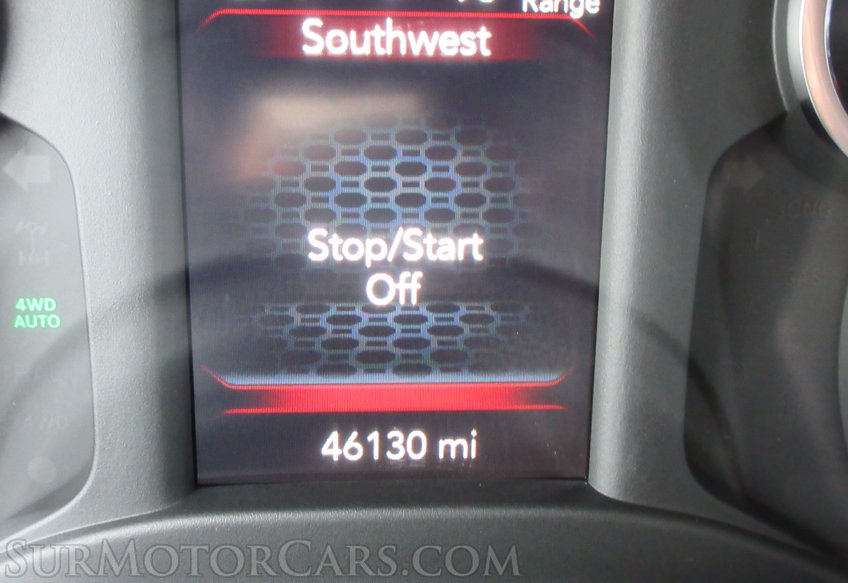 Range
Southwest
Stop/Start
Off
4WD
AUTO
46130 mi
SurMotorCars.com